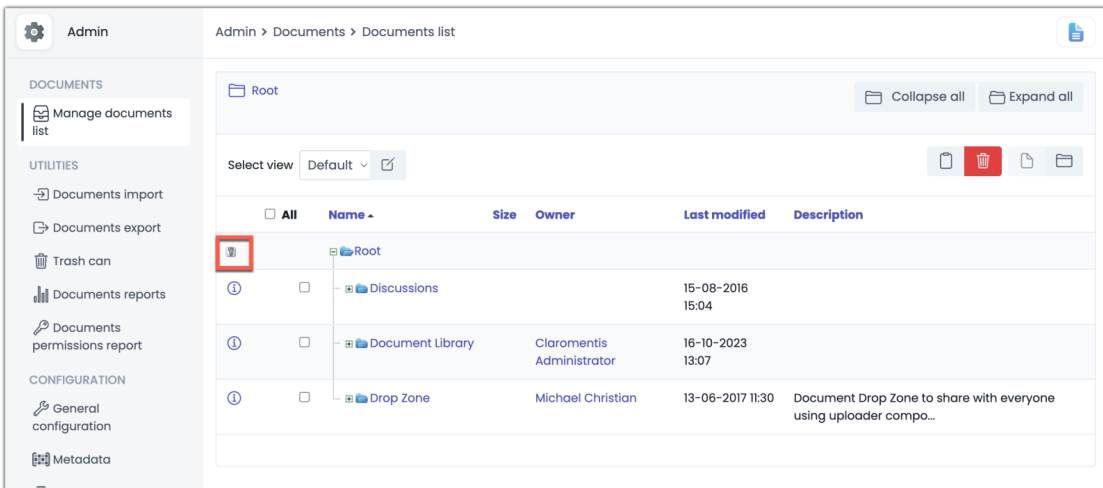 Admin
Admin > Documents > Documents list
DOCUMENTS
Manage documents
list
UTILITIES
Documents import
Documents export
Trash can
Documents reports
Documents
permissions report
CONFIGURATION
General
configuration
Metadata
Root
Collapse all
Expand all
Select view Default
All Name Size Owner Last modified Description
Root
Discussions 15-08-2016
15:04
Document Library Claromentis 16-10-2023
Administrator 13:07
Drop Zone Michael Christian 13-06-2017 11:30 Document Drop Zone to share with everyone
using uploader compo...